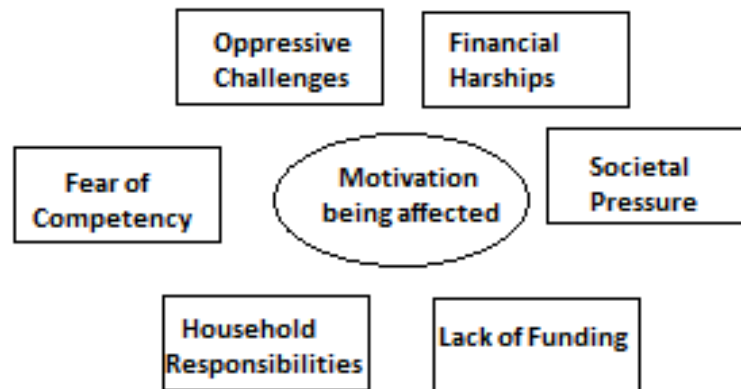 Oppressive
Challenges
Financial
Harships
Fear of
Competency
Motivation
being affected
Societal
Pressure
Household
Responsibilities
Lack of Funding